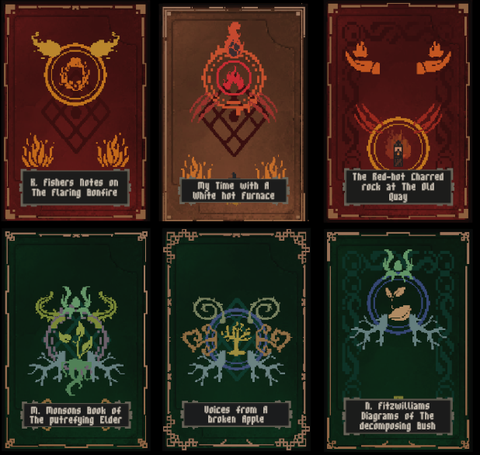 K. Fishers Notes on
The Flaring Bonfire
My Time with A
White hot Furnace
The Red-hot Charred
rock at The Old
Quay
M. Monsons Book of
The putrefying Elder
Voices from A
broken Apple
D. Fitzwilliams
Diagrams of The
decomposing Bush